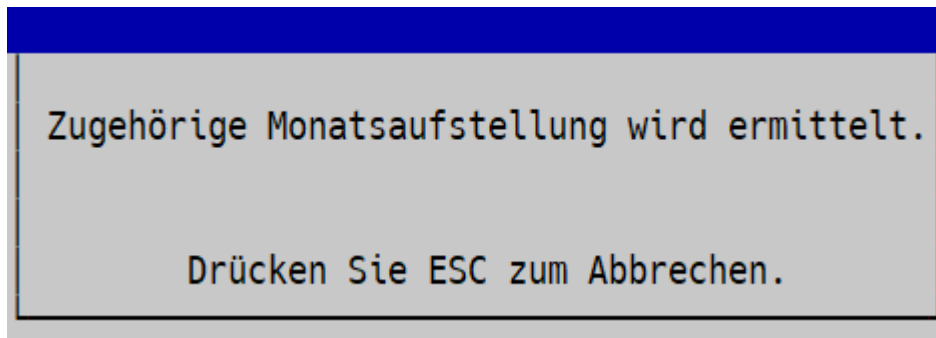 Zugehörige Monatsaufstellung wird ermittelt.
Drücken Sie ESC zum Abbrechen.